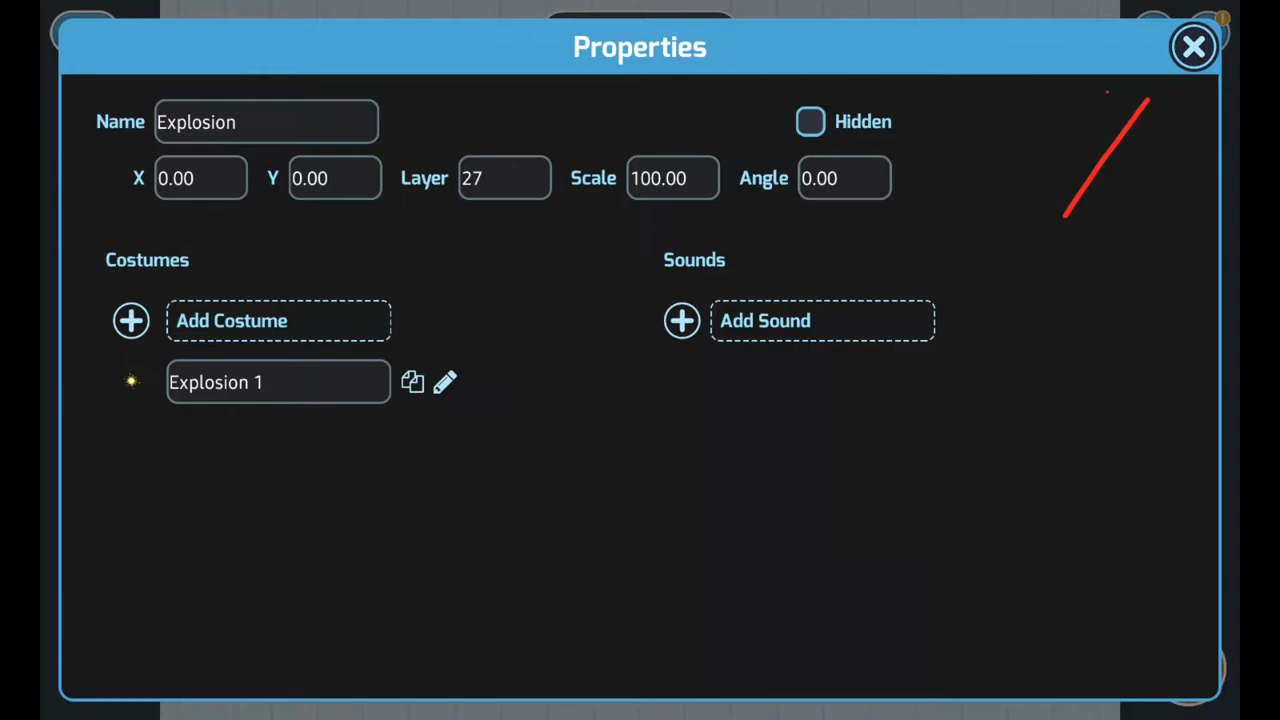 Properties
Name Explosion Hidden
X 0.00 Y 0.00 Layer 27 Scale 100.00 Angle 0.00
Costumes Sounds
Add Costume Add Sound
Explosion 1